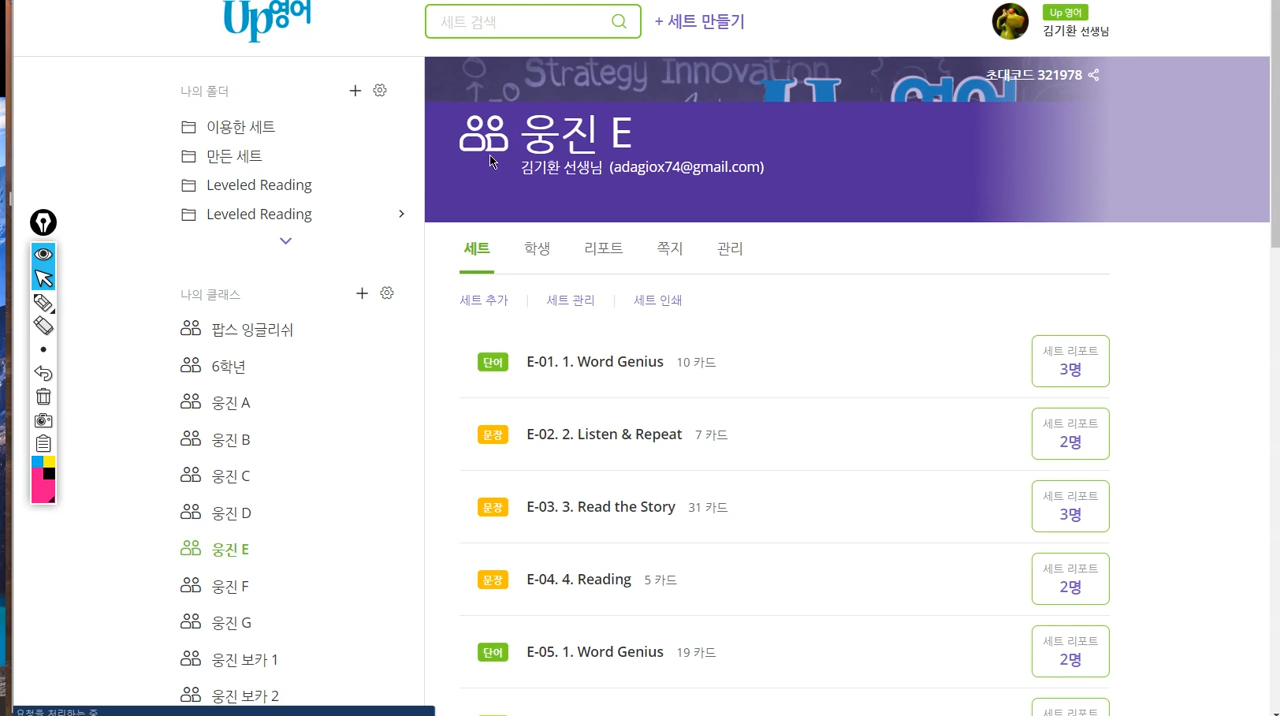 Up영어
세트 검색
+ 세트 만들기
Up 영어
김기환 선생님
Strategy Innovation
초대코드 321978
웅진 E
김기환 선생님 (adagiox74@gmail.com)
나의 폴더
이용한 세트
만든 세트
Leveled Reading
Leveled Reading
나의 클래스
팝스 잉글리쉬
6학년
웅진 A
웅진 B
웅진 C
웅진 D
웅진 E
웅진 F
웅진 G
웅진 보카 1
웅진 보카 2
세트 학생 리포트 쪽지 관리
세트 추가 세트 관리 세트 인쇄
단어 E-01. 1. Word Genius 10 카드
세트 리포트
3명
문장 E-02. 2. Listen & Repeat 7 카드
세트 리포트
2명
문장 E-03. 3. Read the Story 31 카드
세트 리포트
3명
문장 E-04. 4. Reading 5 카드
세트 리포트
2명
단어 E-05. 1. Word Genius 19 카드
세트 리포트
2명
세트 리포트
요청을 처리하는 중